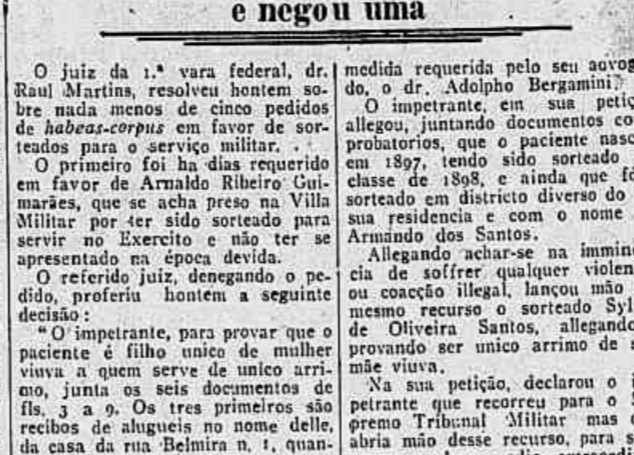 e negou uma
O juiz da 1.ª vara federal, dr.
Raul Martins, resolveu hontem so-
bre nada menos de cinco pedidos
de habeas-corpus em favor de sor-
teados para o serviço militar.
O primeiro foi ha dias requerido
em favor de Arnaldo Ribeiro Gui-
marães, que se acha preso na Villa
Militar por ter sido sorteado para
servir no Exercito e não ter se
apresentado na época devida.
O referido juiz, denegando o pe-
dido, proferiu hontem a seguinte
decisão :
"O impetrante, para provar que o
paciente é filho unico de mulher
viuva a quem serve de unico arri-
mo, junta os seis documentos de
fls. 3 a 9. Os tres primeiros são
recibos de alugueis no nome delle,
da casa da rua Belmira n. 1, quan-
medida requerida pelo seu
do, o dr. Adolpho Bergamini.
O impetrante, em sua
allegou, juntando documentos
probatorios, que o paciente
em 1897, tendo sido sorteado
classe de 1898, e ainda que
sorteado em districto diverso do
sua residencia e com o nome
Armando dos Santos.
Allegando achar-se na
cia de soffrer qualquer
ou coacção illegal, lançou mão
mesmo recurso o sorteado
de Oliveira Santos,
provando ser unico arrimo de
mãe viuva.
Na sua petição, declarou o
petrante que recorreu para o
premo Tribunal Militar mas
abria mão desse recurso, para